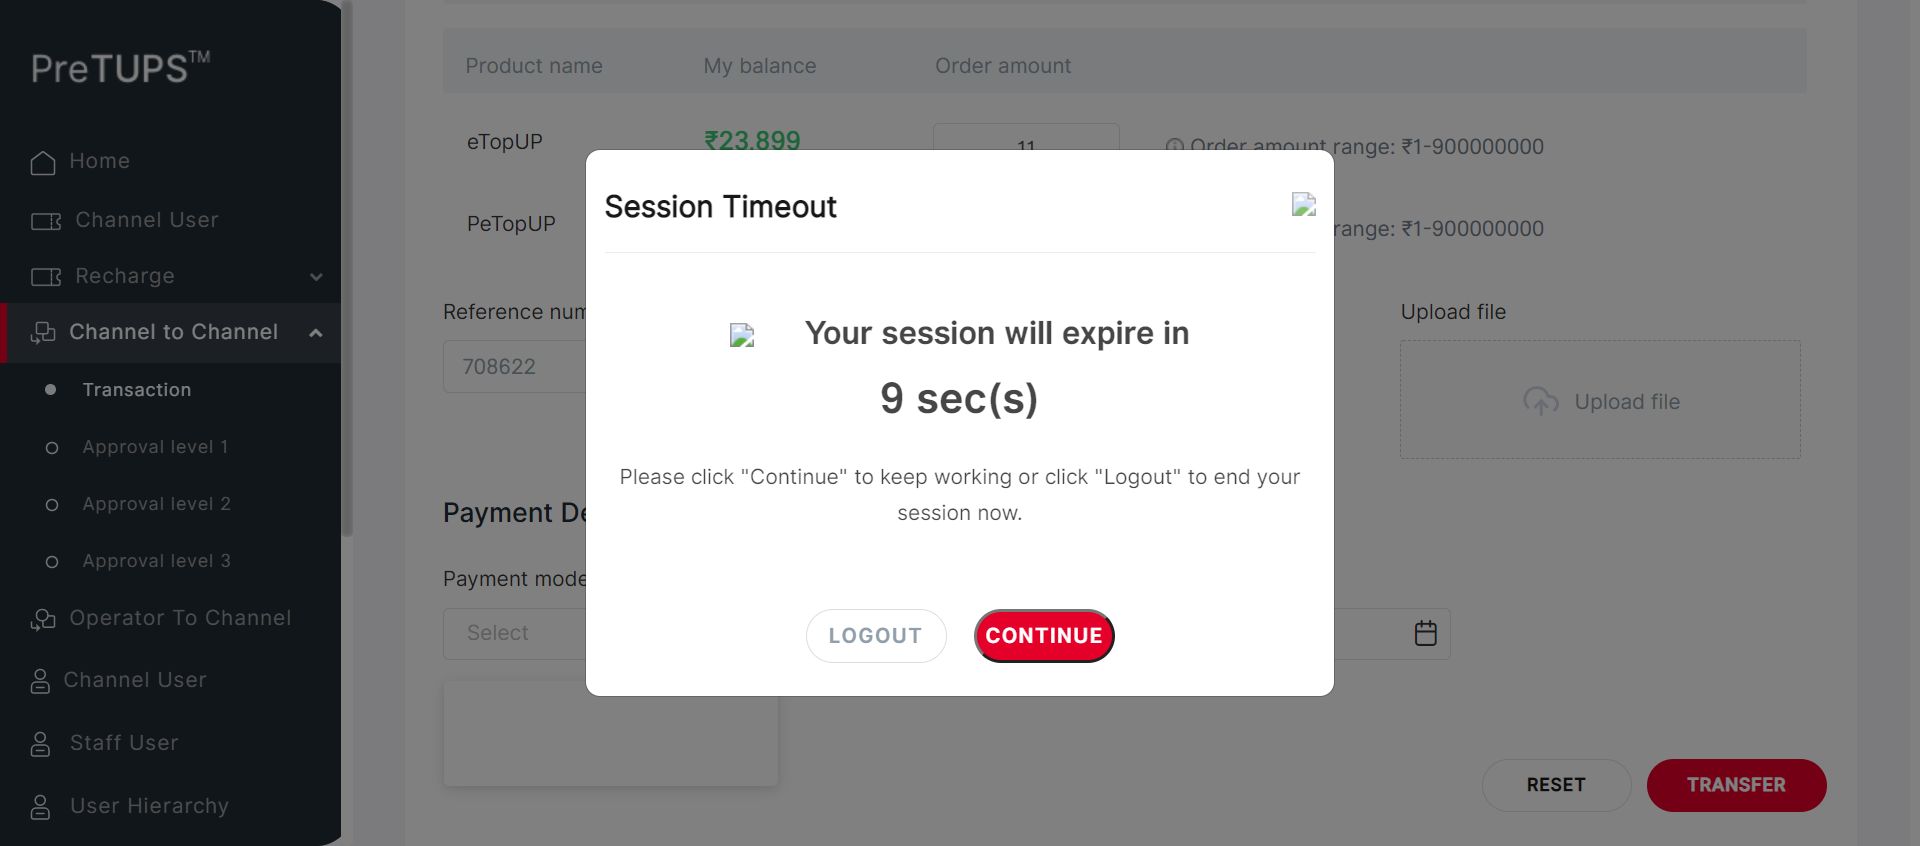 PreTUPS™
Home
Channel User
Recharge
Channel to Channel
Transaction
Approval level 1
Approval level 2
Approval level 3
Operator To Channel
Channel User
Staff User
User Hierarchy
Product name My balance Order amount
eTopUP ₹23,899 11 Order amount range: ₹1-900000000
PeTopUP range: ₹1-900000000
Reference num
708622
Upload file
Upload file
Payment De
Payment mode
Select
RESET TRANSFER
Session Timeout
Your session will expire in
9 sec(s)
Please click "Continue" to keep working or click "Logout" to end your
session now.
LOGOUT CONTINUE